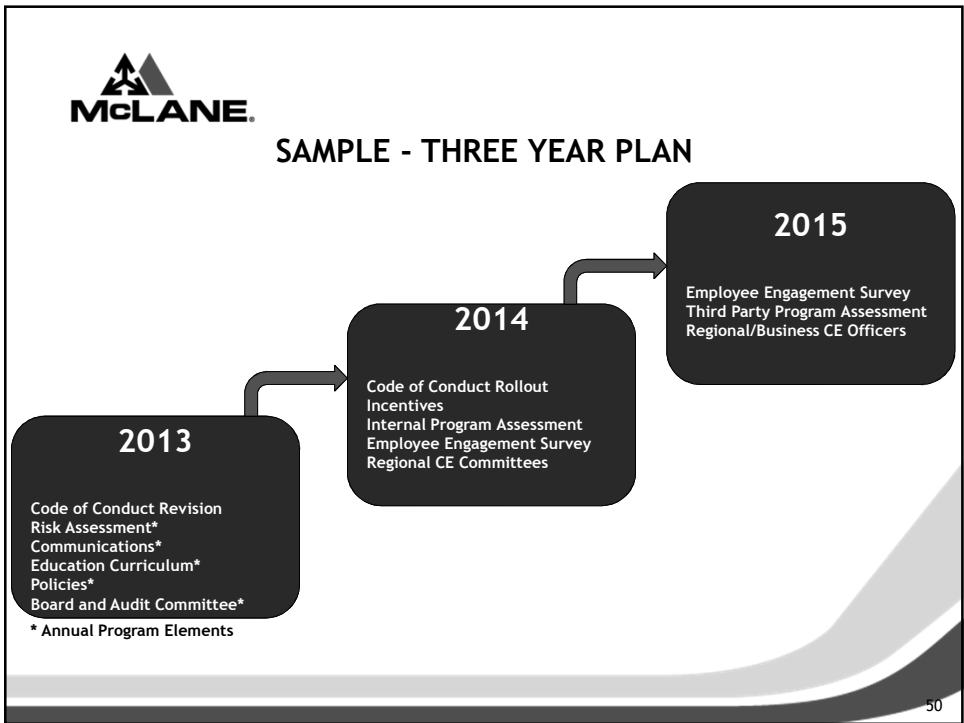 McLANE.
SAMPLE - THREE YEAR PLAN
2013
Code of Conduct Revision
Risk Assessment*
Communications*
Education Curriculum*
Policies*
Board and Audit Committee*
* Annual Program Elements
2014
Code of Conduct Rollout
Incentives
Internal Program Assessment
Employee Engagement Survey
Regional CE Committees
2015
Employee Engagement Survey
Third Party Program Assessment
Regional/Business CE Officers
50